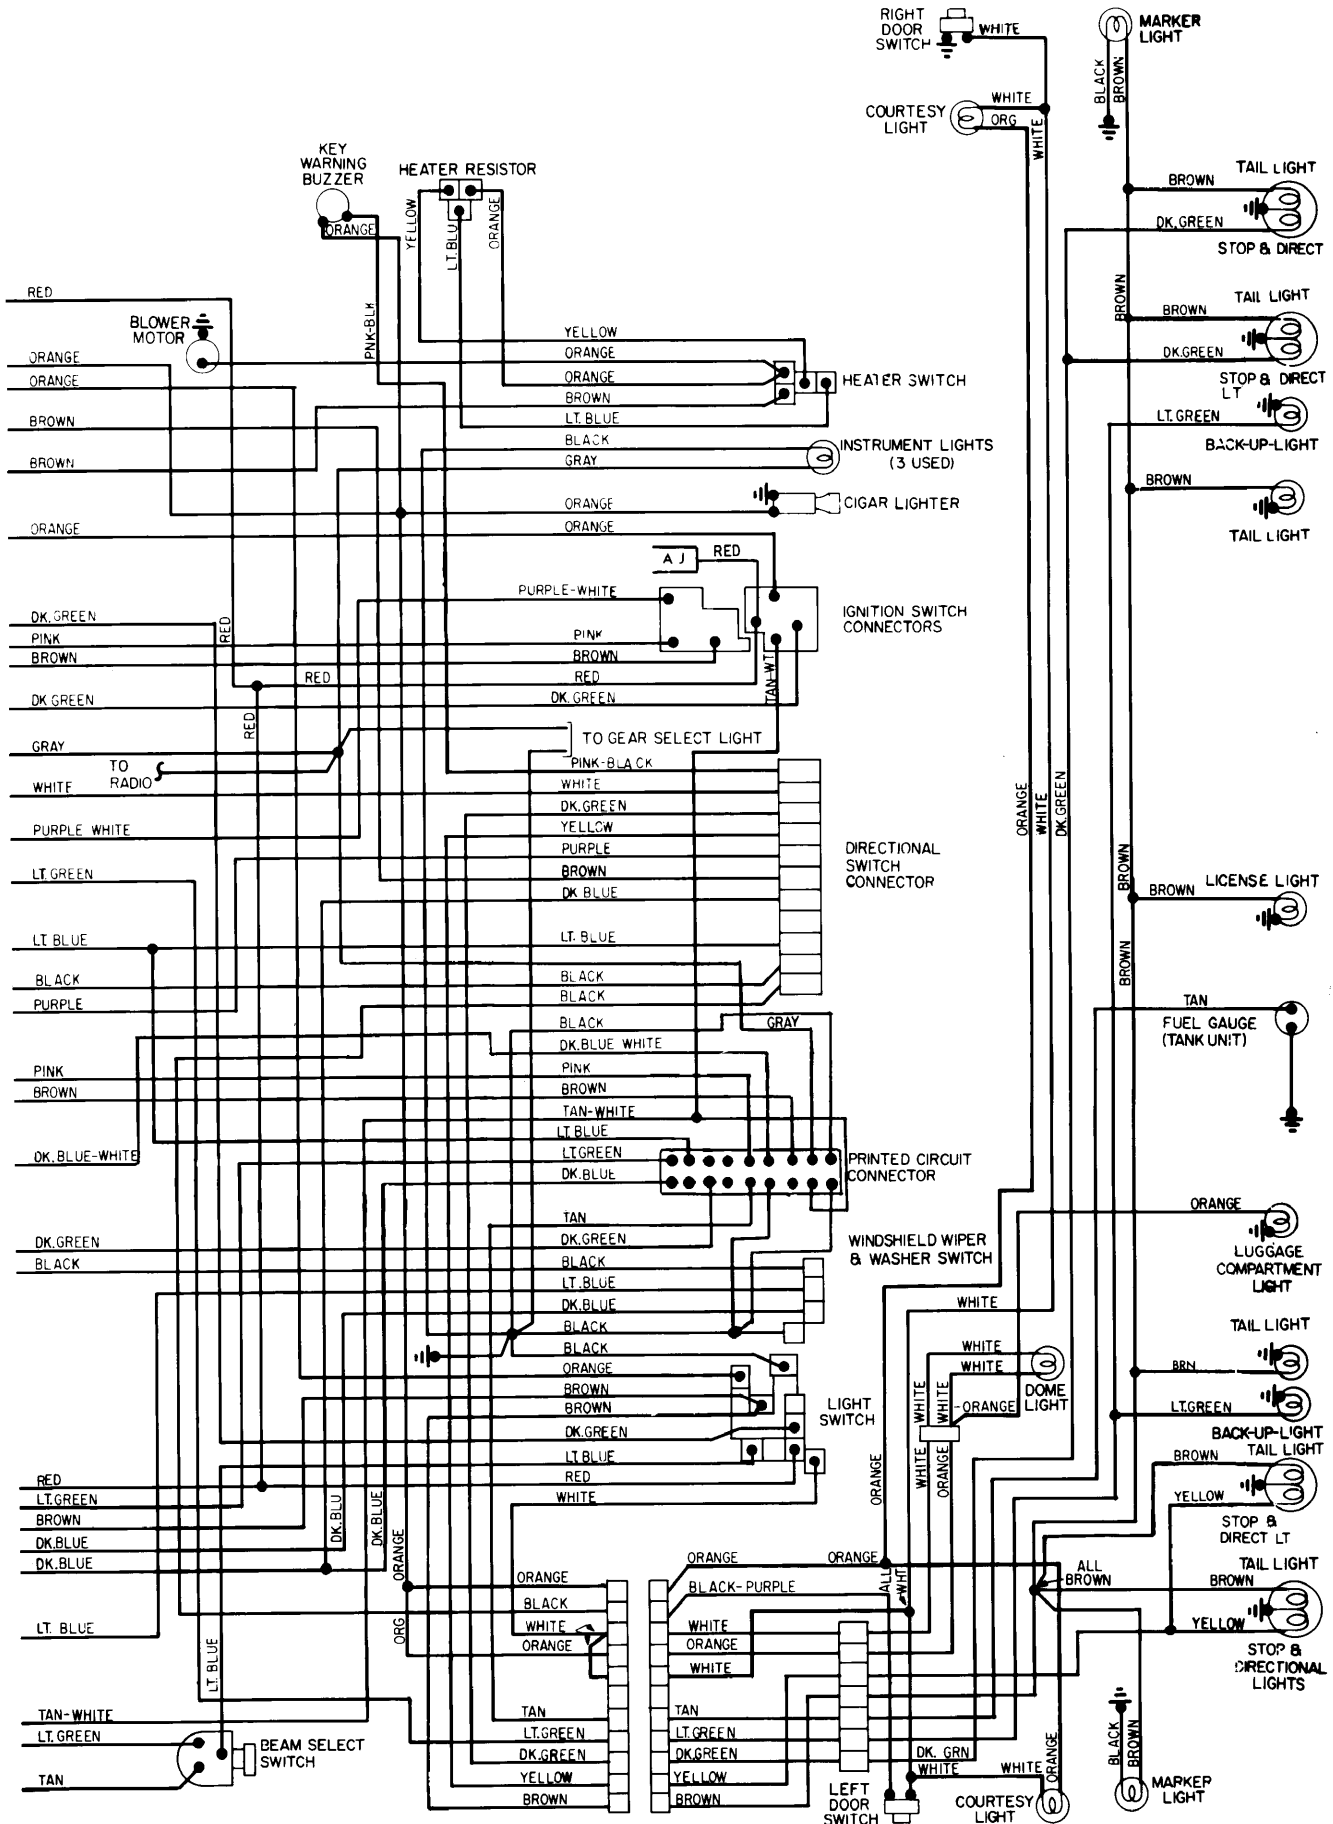 RIGHT
DOOR
SWITCH
WHITE
MARKER
LIGHT
BLACK
BROWN
COURTESY
LIGHT
WHITE
ORG
WHITE
KEY
WARNING
BUZZER
ORANGE
HEATER RESISTOR
YELLOW
LT.BLU
ORANGE
TAIL LIGHT
BROWN
DK.GREEN
STOP & DIRECT
RED
BLOWER
MOTOR
PNK-BLK
BROWN
TAIL LIGHT
BROWN
DK.GREEN
STOP & DIRECT
LT
YELLOW
ORANGE
ORANGE
ORANGE
ORANGE
BROWN
HEATER SWITCH
LT. BLUE
BROWN
BROWN
LT.GREEN
BACK-UP-LIGHT
BLACK
GRAY
INSTRUMENT LIGHTS
(3 USED)
BROWN
TAIL LIGHT
ORANGE
CIGAR LIGHTER
ORANGE
ORANGE
A J
RED
PURPLE-WHITE
IGNITION SWITCH
CONNECTORS
DK.GREEN
PINK
BROWN
RED
PINK
BROWN
RED
RED
TAN WT
DK GREEN
DK. GREEN
RED
GRAY
TO
RADIO
TO GEAR SELECT LIGHT
PINK-BLACK
WHITE
WHITE
DK.GREEN
PURPLE WHITE
YELLOW
PURPLE
LT.GREEN
BROWN
DK BLUE
DIRECTIONAL
SWITCH
CONNECTOR
ORANGE
WHITE
DK.GREEN
BROWN
BROWN
LICENSE LIGHT
LT. BLUE
LT. BLUE
BLACK
BLACK
PURPLE
BLACK
BROWN
TAN
FUEL GAUGE
(TANK UNIT)
BLACK
GRAY
DK.BLUE WHITE
PINK
PINK
BROWN
BROWN
TAN-WHITE
LT.BLUE
DK.BLUE-WHITE
LT.GREEN
DK.BLUE
PRINTED CIRCUIT
CONNECTOR
TAN
DK.GREEN
DK.GREEN
BLACK
BLACK
LT.BLUE
DK.BLUE
BLACK
WINDSHIELD WIPER
& WASHER SWITCH
ORANGE
LUGGAGE
COMPARTMENT
LIGHT
WHITE
BLACK
ORANGE
BROWN
BROWN
DK.GREEN
LT.BLUE
RED
WHITE
LIGHT
SWITCH
WHITE
WHITE
DOME
LIGHT
WHITE
WHITE
ORANGE
WHITE
ORANGE
TAIL LIGHT
BRN
LT.GREEN
BACK-UP-LIGHT
TAIL LIGHT
BROWN
YELLOW
STOP &
DIRECT LT
RED
LT.GREEN
BROWN
DK.BLUE
DK.BLUE
DK.BLU
DK.BLUE
ORANGE
ORANGE
ORANGE
ORANGE
ALL
WHT
ALL
BROWN
TAIL LIGHT
BROWN
YELLOW
STOP &
DIRECTIONAL
LIGHTS
ORANGE
BLACK
WHITE
ORANGE
ORG
BLACK-PURPLE
WHITE
ORANGE
WHITE
LT. BLUE
LT.BLUE
TAN-WHITE
LT.GREEN
TAN
BEAM SELECT
SWITCH
TAN
LT.GREEN
DK.GREEN
YELLOW
BROWN
TAN
LT.GREEN
DK.GREEN
YELLOW
BROWN
DK. GRN
WHITE
WHITE
ORANGE
LEFT
DOOR
SWITCH
COURTESY
LIGHT
BLACK
BROWN
MARKER
LIGHT